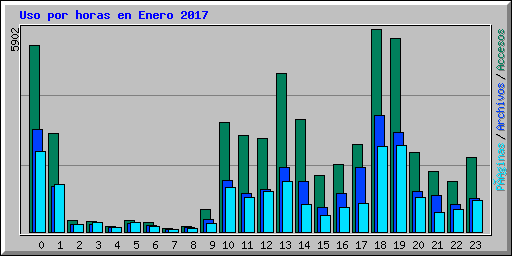 Uso por horas en Enero 2017
5902
Páginas / Archivos / Accesos
0 1 2 3 4 5 6 7 8 9 10 11 12 13 14 15 16 17 18 19 20 21 22 23